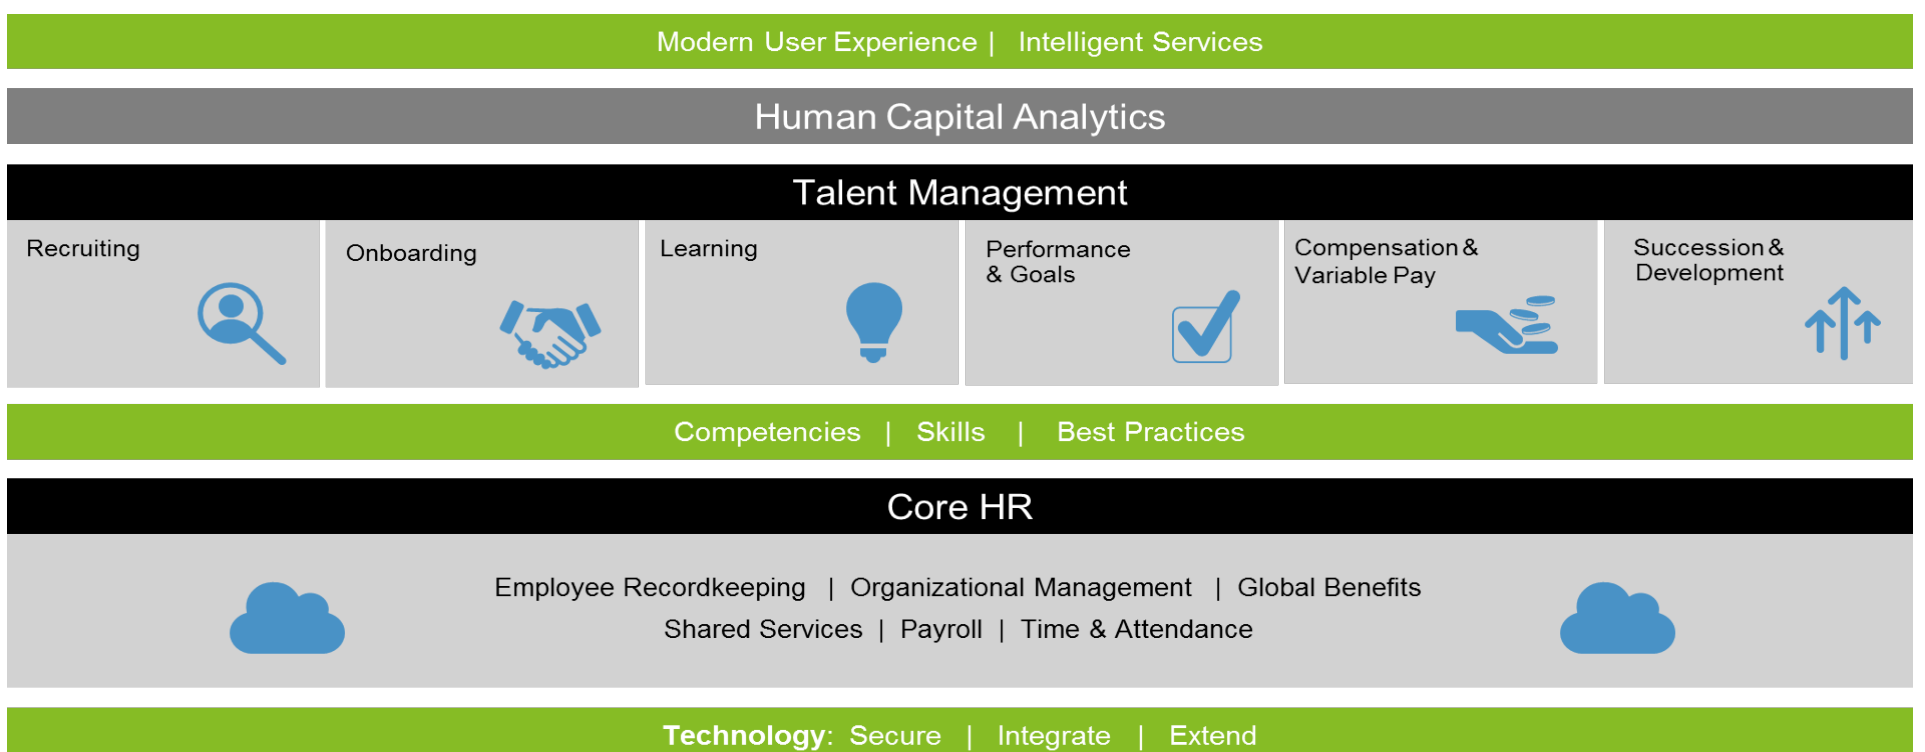 Modern User Experience | Intelligent Services
Human Capital Analytics
Talent Management
Recruiting
Onboarding
Learning
Performance
& Goals
Compensation &
Variable Pay
Succession &
Development
Competencies | Skills | Best Practices
Core HR
Employee Recordkeeping | Organizational Management | Global Benefits
Shared Services | Payroll | Time & Attendance
Technology: Secure | Integrate | Extend